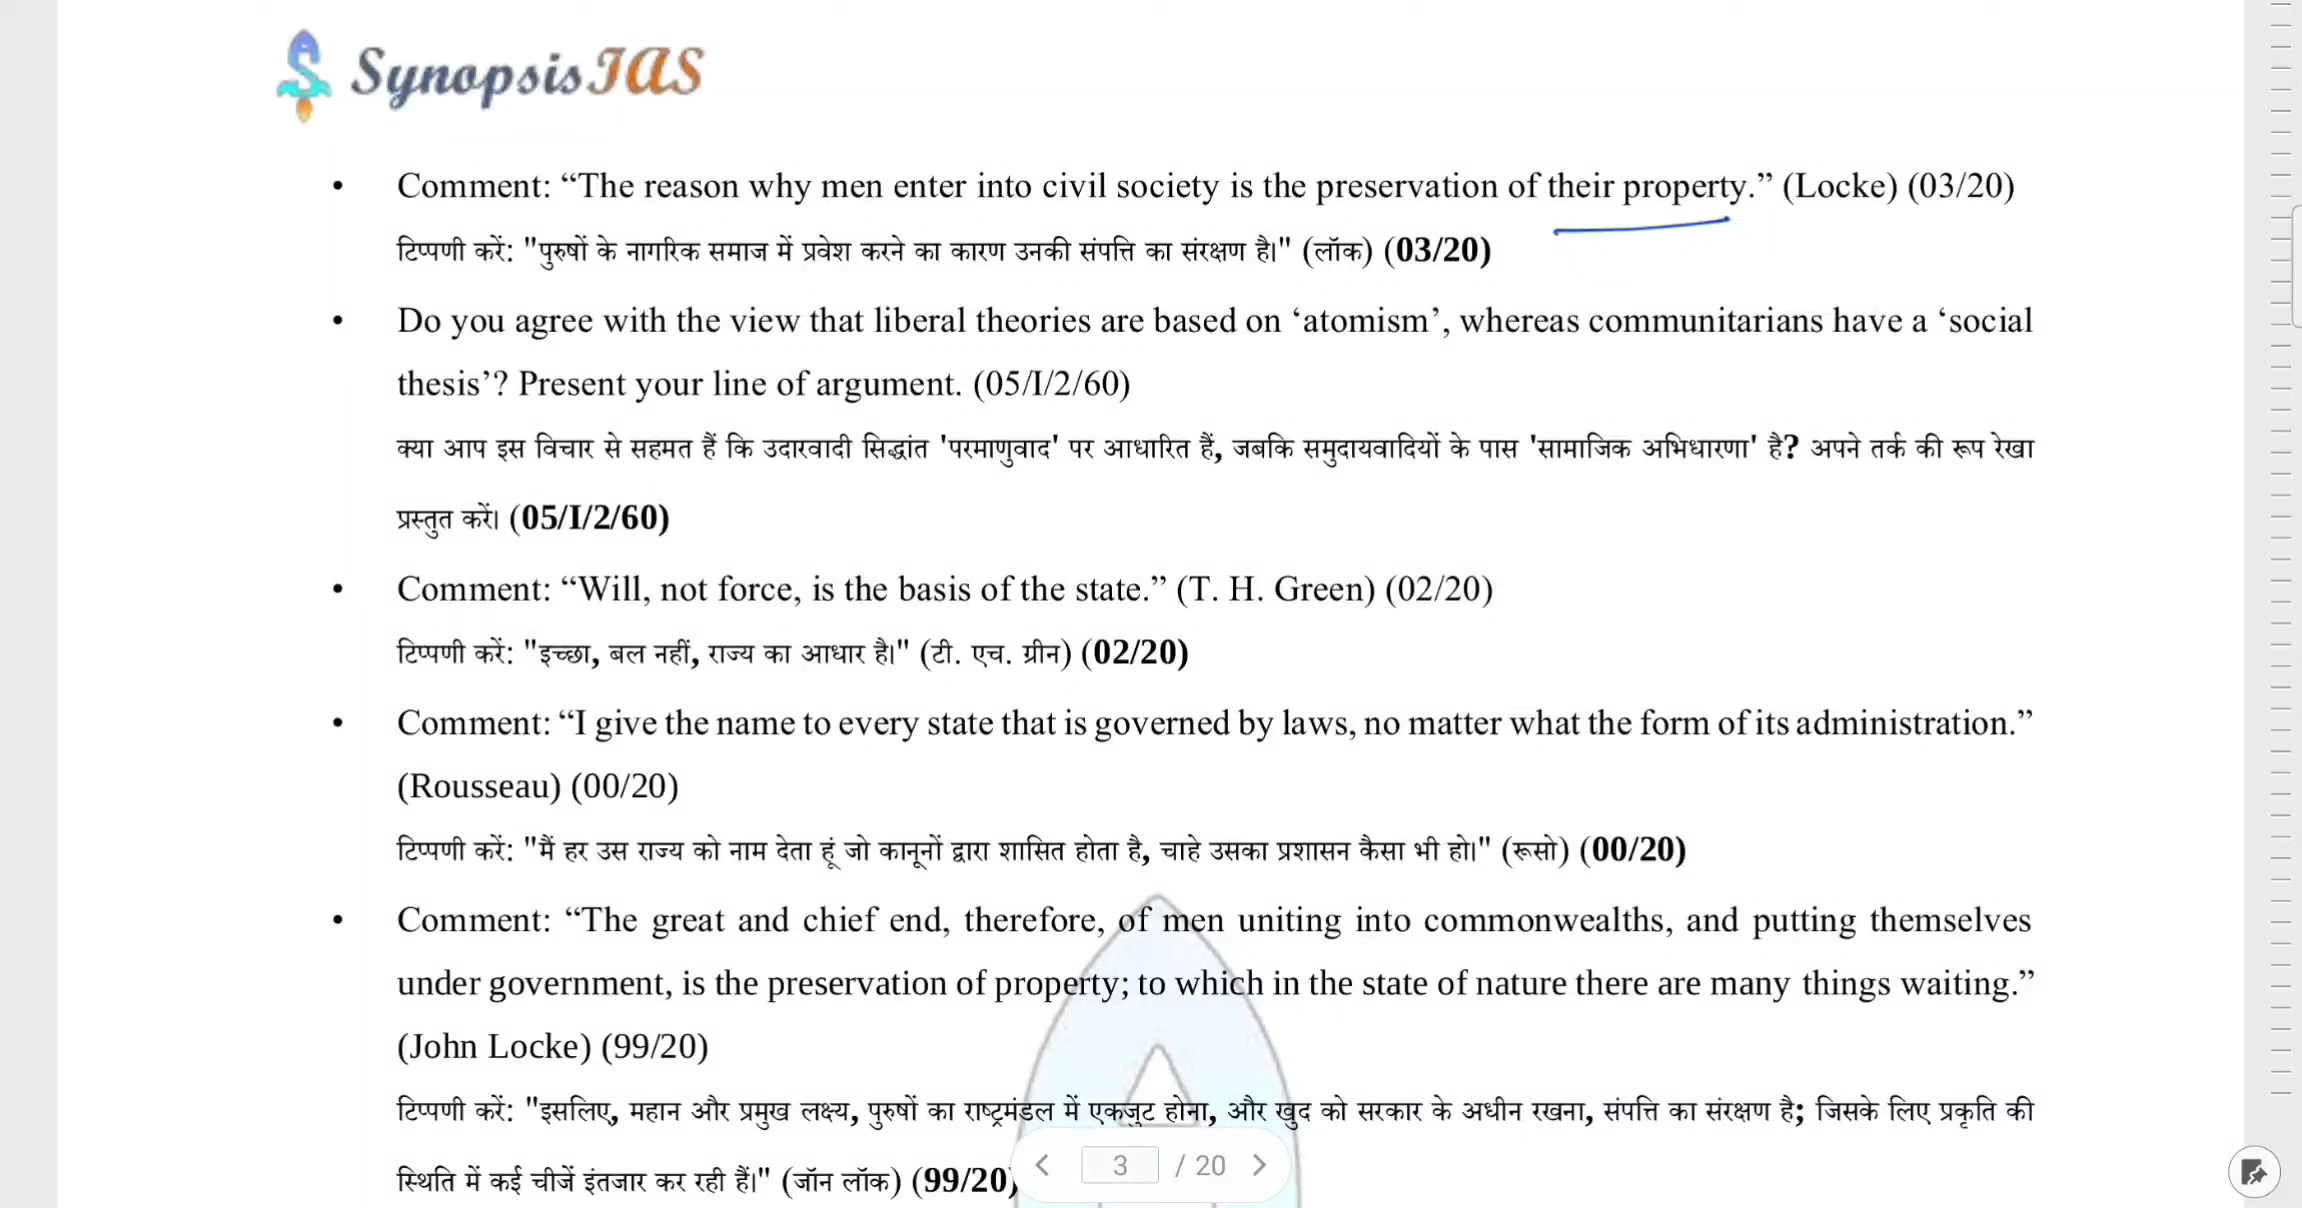 SynopsisIAS
• Comment: “The reason why men enter into civil society is the preservation of their property.” (Locke) (03/20)
टिप्पणी करें: "पुरुषों के नागरिक समाज में प्रवेश करने का कारण उनकी संपत्ति का संरक्षण है।" (लॉक) (03/20)
• Do you agree with the view that liberal theories are based on ‘atomism’, whereas communitarians have a ‘social
thesis’? Present your line of argument. (05/I/2/60)
क्या आप इस विचार से सहमत हैं कि उदारवादी सिद्धांत 'परमाणुवाद' पर आधारित हैं, जबकि समुदायवादियों के पास 'सामाजिक अभिधारणा' है? अपने तर्क की रूप रेखा
प्रस्तुत करें। (05/I/2/60)
• Comment: “Will, not force, is the basis of the state.” (T. H. Green) (02/20)
टिप्पणी करें: "इच्छा, बल नहीं, राज्य का आधार है।" (टी. एच. ग्रीन) (02/20)
• Comment: “I give the name to every state that is governed by laws, no matter what the form of its administration.”
(Rousseau) (00/20)
टिप्पणी करें: "मैं हर उस राज्य को नाम देता हूं जो कानूनों द्वारा शासित होता है, चाहे उसका प्रशासन कैसा भी हो।" (रूसो) (00/20)
• Comment: “The great and chief end, therefore, of men uniting into commonwealths, and putting themselves
under government, is the preservation of property; to which in the state of nature there are many things waiting.”
(John Locke) (99/20)
टिप्पणी करें: "इसलिए, महान और प्रमुख लक्ष्य, पुरुषों का राष्ट्रमंडल में एकजुट होना, और खुद को सरकार के अधीन रखना, संपत्ति का संरक्षण है; जिसके लिए प्रकृति की
स्थिति में कई चीजें इंतजार कर रही हैं।" (जॉन लॉक) (99/20)
3 / 20